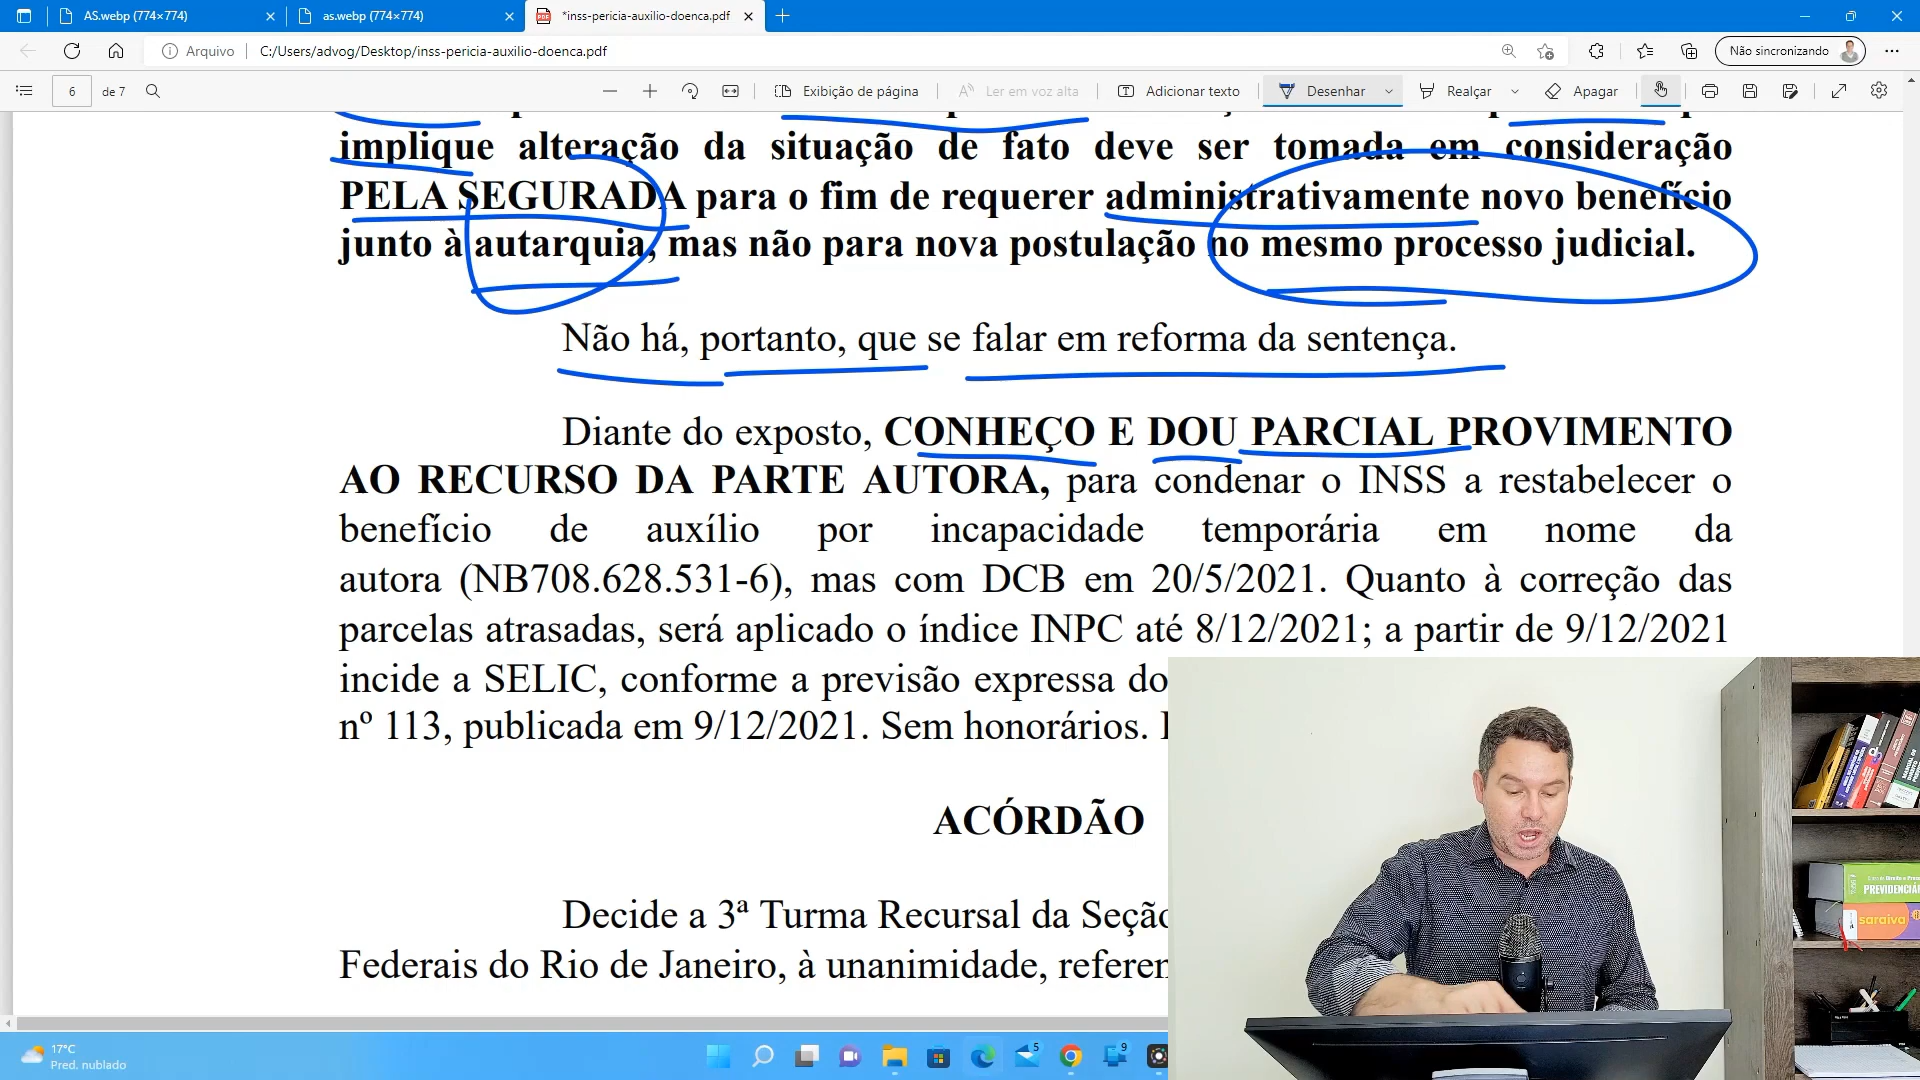 AS.webp (774×774)
as.webp (774×774)
*inss-pericia-auxilio-doenca.pdf
Arquivo
C:/Users/advog/Desktop/inss-pericia-auxilio-doenca.pdf
Não sincronizando
6
de 7
Exibição de página
Ler em voz alta
Adicionar texto
Desenhar
Realçar
Apagar
implique alteração da situação de fato deve ser tomada em consideração
PELA SEGURADA para o fim de requerer administrativamente novo benefício
junto à autarquia, mas não para nova postulação no mesmo processo judicial.
Não há, portanto, que se falar em reforma da sentença.
Diante do exposto, CONHEÇO E DOU PARCIAL PROVIMENTO
AO RECURSO DA PARTE AUTORA, para condenar o INSS a restabelecer o
benefício de auxílio por incapacidade temporária em nome da
autora (NB708.628.531-6), mas com DCB em 20/5/2021. Quanto à correção das
parcelas atrasadas, será aplicado o índice INPC até 8/12/2021; a partir de 9/12/2021
incide a SELIC, conforme a previsão expressa do
nº 113, publicada em 9/12/2021. Sem honorários.
ACÓRDÃO
Decide a 3ª Turma Recursal da Seção
Federais do Rio de Janeiro, à unanimidade,
PREVIDENCIÁR
saraiva
17°C
Pred. nublado
5
9